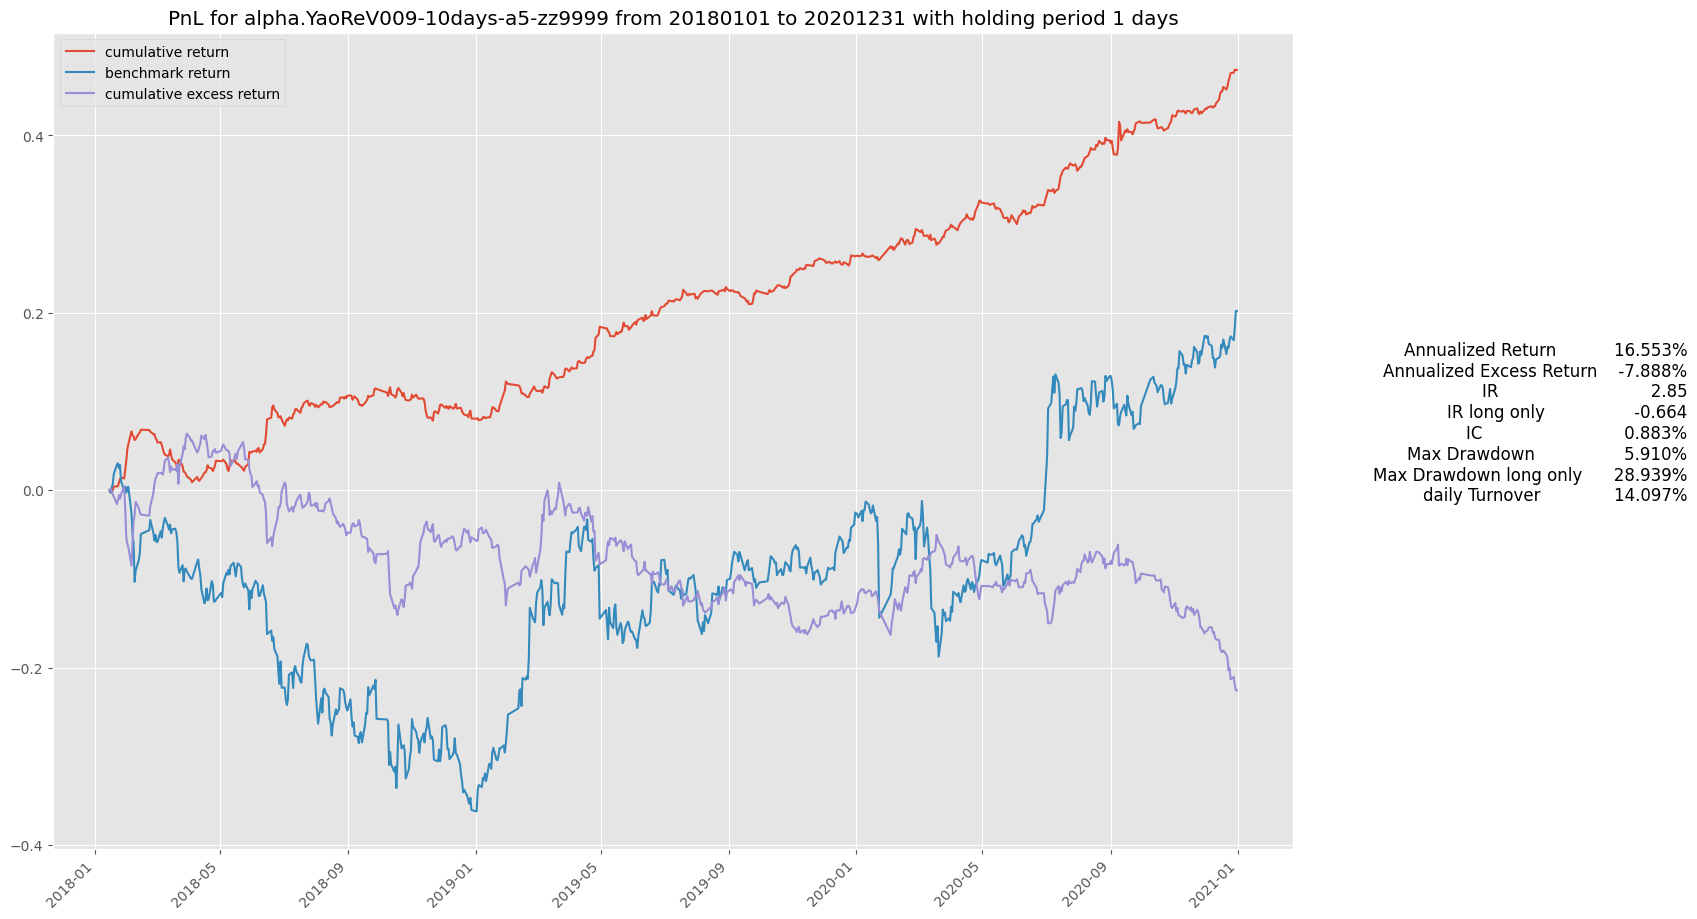 PnL for alpha.YaoReV009-10days-a5-zz9999 from 20180101 to 20201231 with holding period 1 days
cumulative return
benchmark return
cumulative excess return
0.4
0.2
0.0
−0.2
−0.4
2018-01
2018-05
2018-09
2019-01
2019-05
2019-09
2020-01
2020-05
2020-09
2021-01
Annualized Return 16.553%
Annualized Excess Return -7.888%
IR 2.85
IR long only -0.664
IC 0.883%
Max Drawdown 5.910%
Max Drawdown long only 28.939%
daily Turnover 14.097%